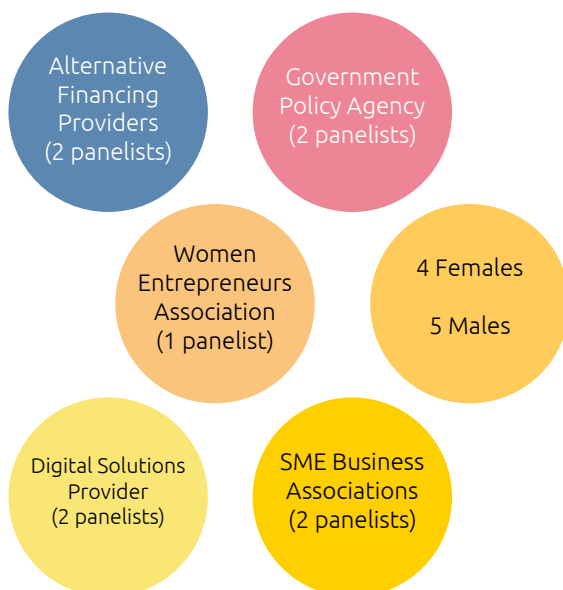 Alternative
Financing
Providers
(2 panelists)
Government
Policy Agency
(2 panelists)
Women
Entrepreneurs
Association
(1 panelist)
4 Females
5 Males
Digital Solutions
Provider
(2 panelists)
SME Business
Associations
(2 panelists)